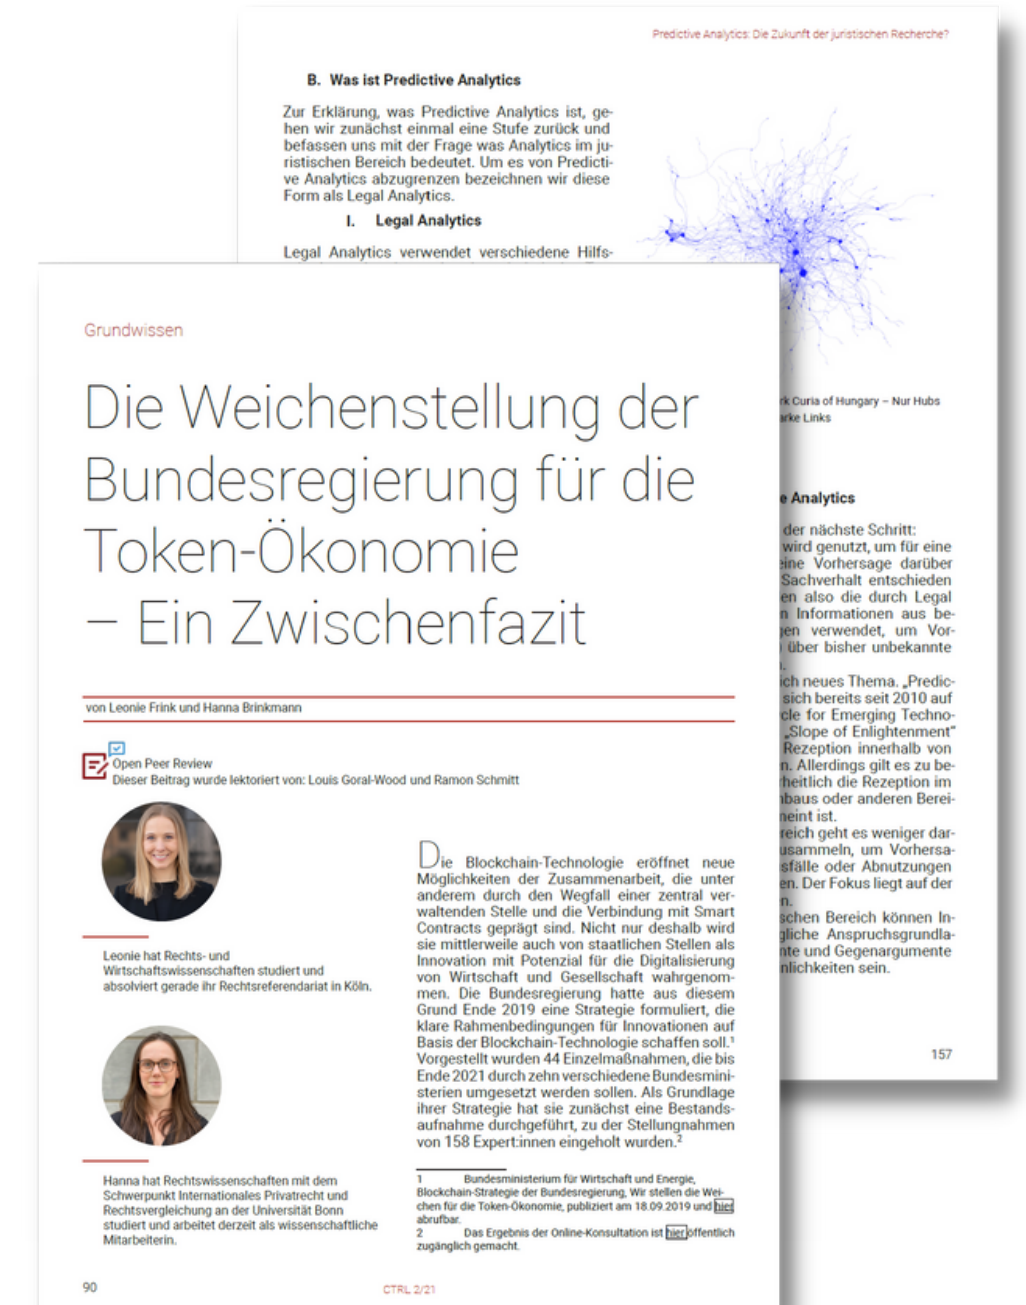 Predictive Analytics: Die Zukunft der juristischen Recherche?
B. Was ist Predictive Analytics
Zur Erklärung, was Predictive Analytics ist, ge-
hen wir zunächst einmal eine Stufe zurück und
befassen uns mit der Frage was Analytics im ju-
ristischen Bereich bedeutet. Um es von Predicti-
ve Analytics abzugrenzen bezeichnen wir diese
Form als Legal Analytics.
I. Legal Analytics
Legal Analytics verwendet verschiedene Hilfs-
Curia of Hungary – Nur Hubs
Links
Analytics
der nächste Schritt:
wird genutzt, um für eine
eine Vorhersage darüber
Sachverhalt entschieden
also die durch Legal
Informationen aus be-
verwendet, um Vor-
über bisher unbekannte
neues Thema. „Predic-
sich bereits seit 2010 auf
for Emerging Techno-
„Slope of Enlightenment"
Rezeption innerhalb von
Allerdings gilt es zu be-
die Rezeption im
oder anderen Berei-
ist.
geht es weniger dar-
um Vorhersa-
oder Abnutzungen
Der Fokus liegt auf der
Bereich können In-
Anspruchsgrundla-
und Gegenargumente
sein.
157
Grundwissen
Die Weichenstellung der
Bundesregierung für die
Token-Ökonomie
– Ein Zwischenfazit
von Leonie Frink und Hanna Brinkmann
Open Peer Review
Dieser Beitrag wurde lektoriert von: Louis Goral-Wood und Ramon Schmitt
Leonie hat Rechts- und
Wirtschaftswissenschaften studiert und
absolviert gerade ihr Rechtsreferendariat in Köln.
Hanna hat Rechtswissenschaften mit dem
Schwerpunkt Internationales Privatrecht und
Rechtsvergleichung an der Universität Bonn
studiert und arbeitet derzeit als wissenschaftliche
Mitarbeiterin.
Die Blockchain-Technologie eröffnet neue
Möglichkeiten der Zusammenarbeit, die unter
anderem durch den Wegfall einer zentral ver-
waltenden Stelle und die Verbindung mit Smart
Contracts geprägt sind. Nicht nur deshalb wird
sie mittlerweile auch von staatlichen Stellen als
Innovation mit Potenzial für die Digitalisierung
von Wirtschaft und Gesellschaft wahrgenom-
men. Die Bundesregierung hatte aus diesem
Grund Ende 2019 eine Strategie formuliert, die
klare Rahmenbedingungen für Innovationen auf
Basis der Blockchain-Technologie schaffen soll.¹
Vorgestellt wurden 44 Einzelmaßnahmen, die bis
Ende 2021 durch zehn verschiedene Bundesmini-
sterien umgesetzt werden sollen. Als Grundlage
ihrer Strategie hat sie zunächst eine Bestands-
aufnahme durchgeführt, zu der Stellungnahmen
von 158 Expert:innen eingeholt wurden.²
1 Bundesministerium für Wirtschaft und Energie,
Blockchain-Strategie der Bundesregierung, Wir stellen die Wei-
chen für die Token-Ökonomie, publiziert am 18.09.2019 und hier
abrufbar.
2 Das Ergebnis der Online-Konsultation ist hier öffentlich
zugänglich gemacht.
90
CTRL 2/21